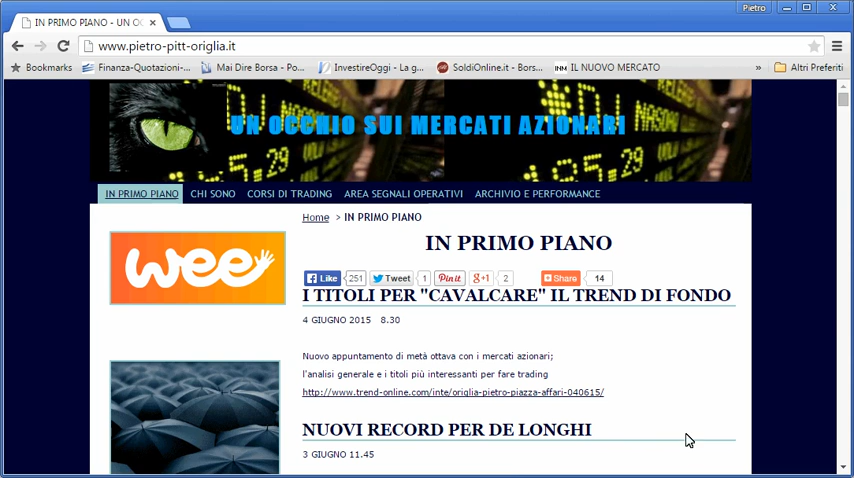 Pietro
IN PRIMO PIANO - UN OC
www.pietro-pitt-origlia.it
Bookmarks
Finanza-Quotazioni-...
Mai Dire Borsa - Po...
InvestireOggi - La g...
SoldiOnline.it - Bors...
INM
IL NUOVO MERCATO
»
Altri Preferiti
UN OCCHIO SUI MERCATI AZIONARI
IN PRIMO PIANO
CHI SONO
CORSI DI TRADING
AREA SEGNALI OPERATIVI
ARCHIVIO E PERFORMANCE
Home > IN PRIMO PIANO
IN PRIMO PIANO
wee
Like 251 Tweet 1 Pin it g+1 2 Share 14
I TITOLI PER "CAVALCARE" IL TREND DI FONDO
4 GIUGNO 2015 8.30
Nuovo appuntamento di metà ottava con i mercati azionari;
l'analisi generale e i titoli più interessanti per fare trading
http://www.trend-online.com/inte/origlia-pietro-piazza-affari-040615/
NUOVI RECORD PER DE LONGHI
3 GIUGNO 11.45